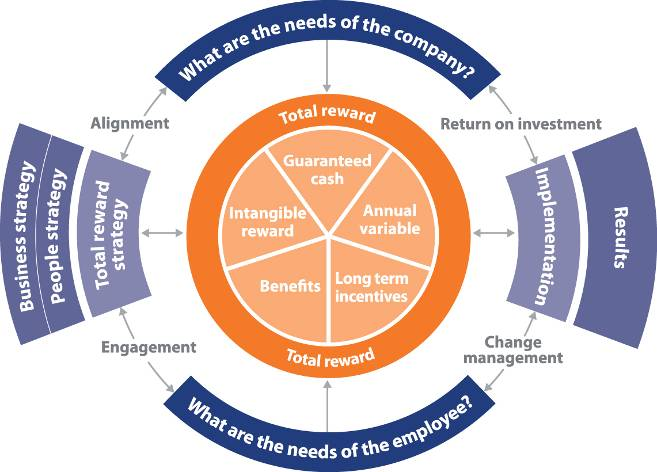 What are the needs of the company?
Alignment
Return on investment
Total reward
Guaranteed
cash
Intangible
reward
Annual
variable
Benefits
Long term
incentives
Total reward
Business strategy
People strategy
Total reward
strategy
Implementation
Results
Engagement
Change
management
What are the needs of the employee?